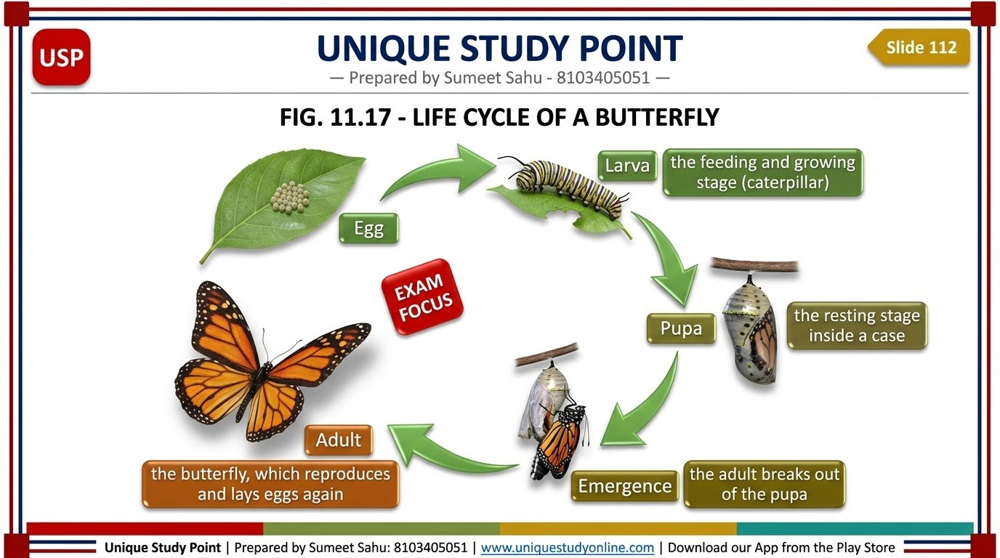 USP
UNIQUE STUDY POINT
— Prepared by Sumeet Sahu - 8103405051 —
Slide 112
FIG. 11.17 - LIFE CYCLE OF A BUTTERFLY
Egg
Larva
the feeding and growing
stage (caterpillar)
EXAM
FOCUS
Pupa
the resting stage
inside a case
Emergence
the adult breaks out
of the pupa
Adult
the butterfly, which reproduces
and lays eggs again
Unique Study Point | Prepared by Sumeet Sahu: 8103405051 | www.uniquestudyonline.com | Download our App from the Play Store